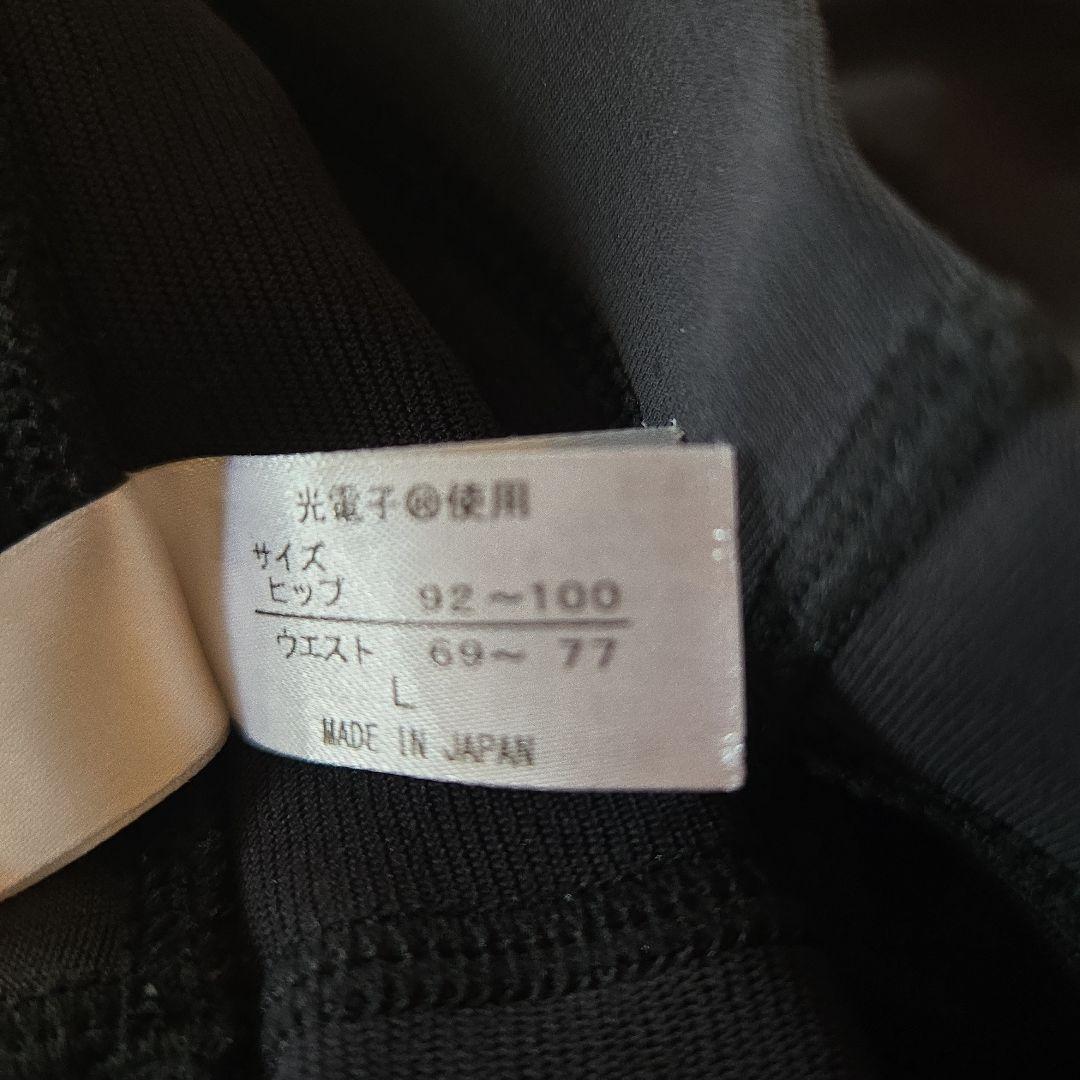 光電子®使用
サイズ
ヒップ 92～100
ウエスト 69～ 77
L
MADE IN JAPAN